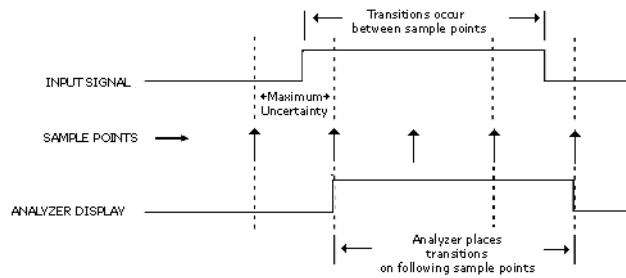 Transitions occur
between sample points
INPUT SIGNAL
Maximum
Uncertainty
SAMPLE POINTS
ANALYZER DISPLAY
Analyzer places
transitions
on following sample points